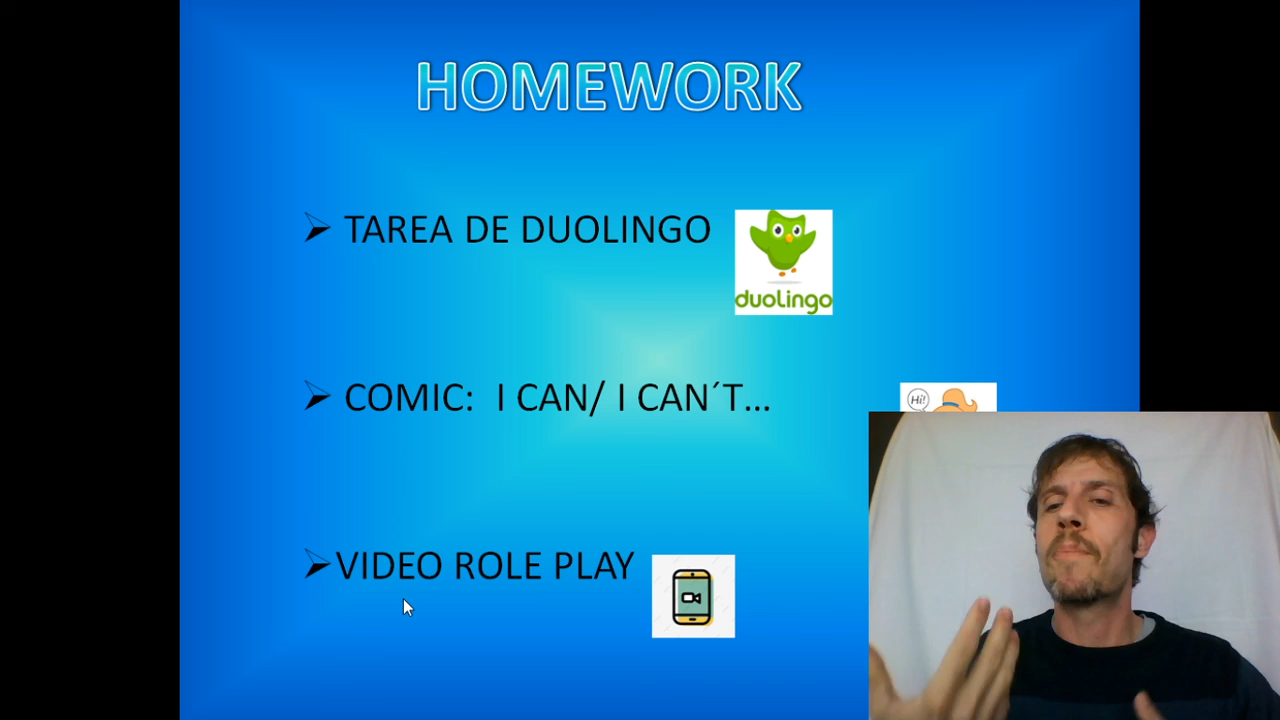 HOMEWORK
➢ TAREA DE DUOLINGO
duolingo
➢ COMIC: I CAN/ I CAN´T...
Hi!
➢VIDEO ROLE PLAY